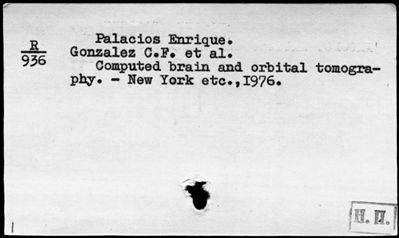 Palacios Enrique.
R
936
Gonzalez C.F. et al.
Computed brain and orbital tomogra-
phy. - New York etc.,1976.
H. H.